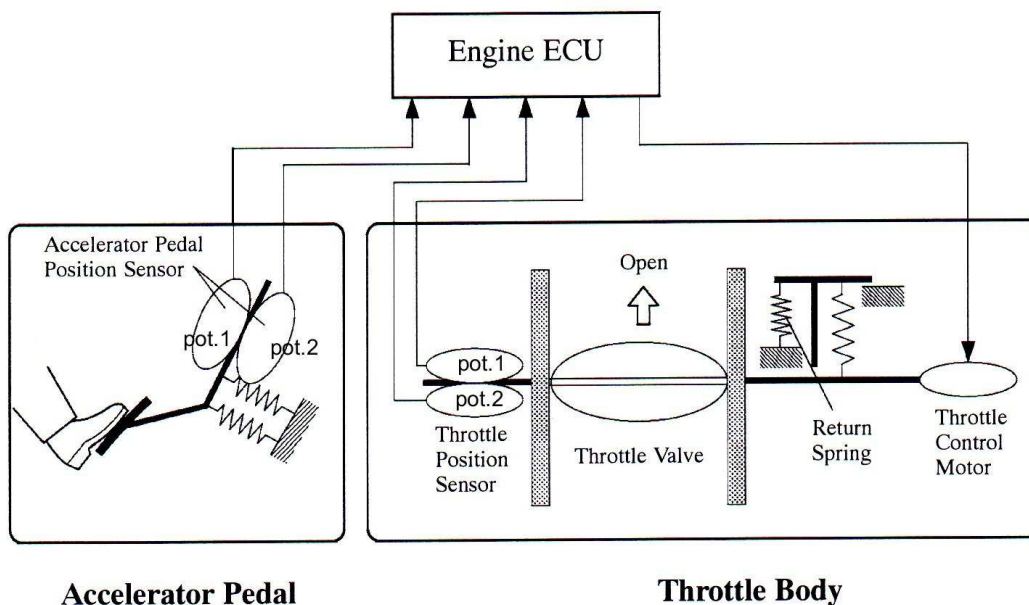 Engine ECU
Accelerator Pedal
Position Sensor
pot.1
pot.2
Open
pot.1
pot.2
Throttle
Position
Sensor
Throttle Valve
Return
Spring
Throttle
Control
Motor
Accelerator Pedal
Throttle Body